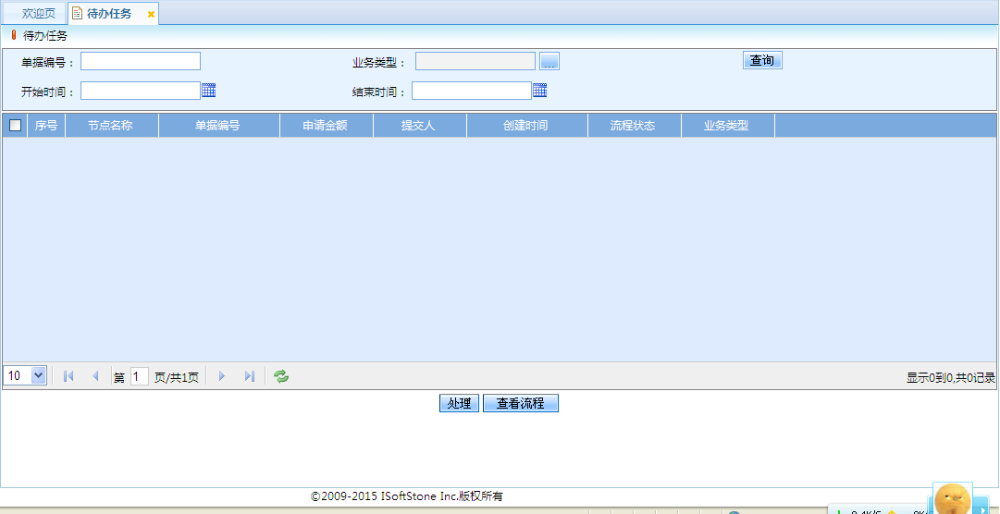 欢迎页 待办任务
待办任务
单据编号： 业务类型： ... 查询
开始时间： 结束时间：
序号 节点名称 单据编号 申请金额 提交人 创建时间 流程状态 业务类型
10 第 1 页/共1页 显示0到0,共0记录
处理 查看流程
©2009-2015 ISoftStone Inc.版权所有